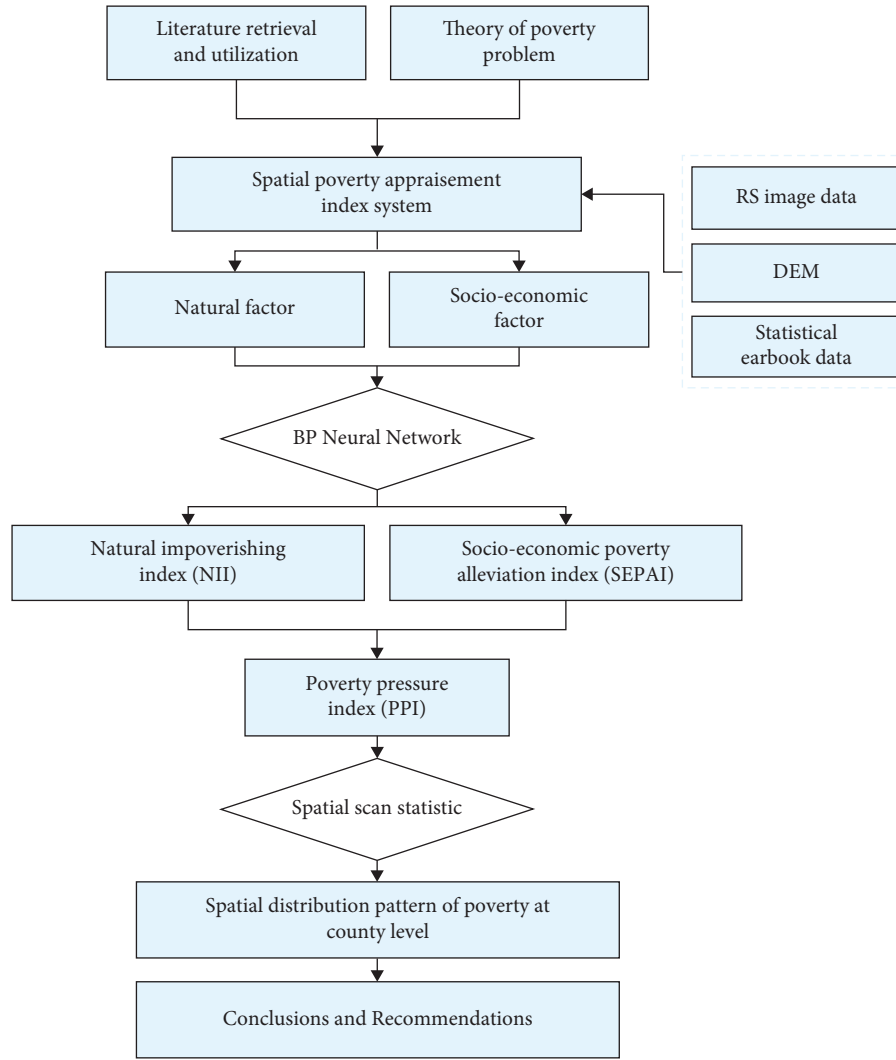 Literature retrieval
and utilization
Theory of poverty
problem
Spatial poverty appraisement
index system
RS image data
DEM
Statistical
earbook data
Natural factor
Socio-economic
factor
BP Neural Network
Natural impoverishing
index (NII)
Socio-economic poverty
alleviation index (SEPAI)
Poverty pressure
index (PPI)
Spatial scan statistic
Spatial distribution pattern of poverty at
county level
Conclusions and Recommendations